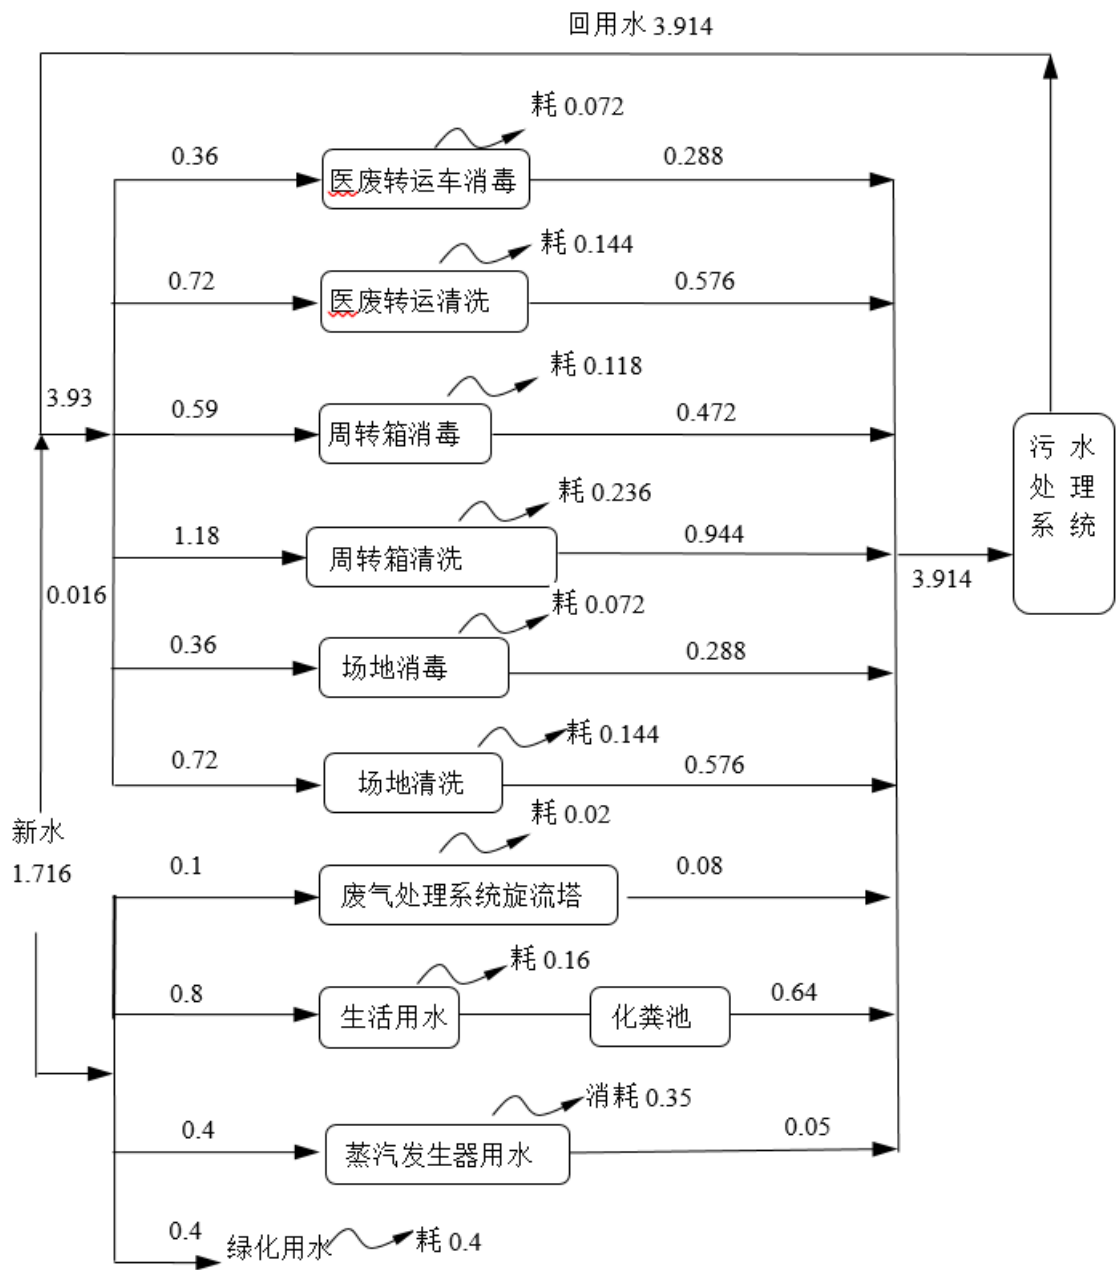 回用水 3.914
耗 0.072
0.36
医废转运车消毒
0.288
耗 0.144
0.72
医废转运清洗
0.576
耗 0.118
3.93
0.59
周转箱消毒
0.472
污水
处理
系统
耗 0.236
1.18
周转箱清洗
0.944
3.914
0.016
耗 0.072
0.36
场地消毒
0.288
耗 0.144
0.72
场地清洗
0.576
新水
1.716
耗 0.02
0.1
废气处理系统旋流塔
0.08
耗 0.16
0.8
生活用水
化粪池
0.64
消耗 0.35
0.4
蒸汽发生器用水
0.05
0.4
绿化用水
耗 0.4